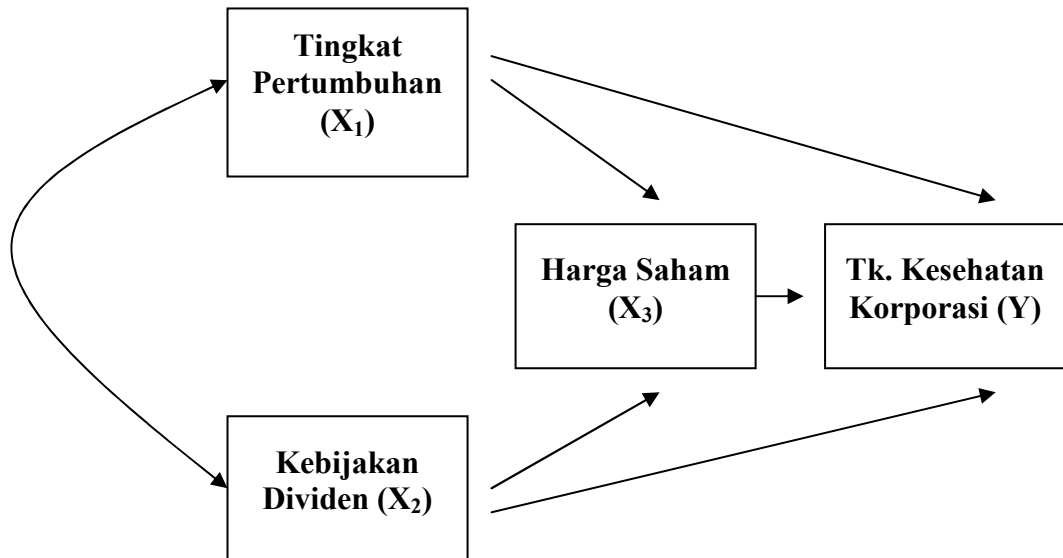 Tingkat
Pertumbuhan
(X₁)
Harga Saham
(X₃)
Tk. Kesehatan
Korporasi (Y)
Kebijakan
Dividen (X₂)